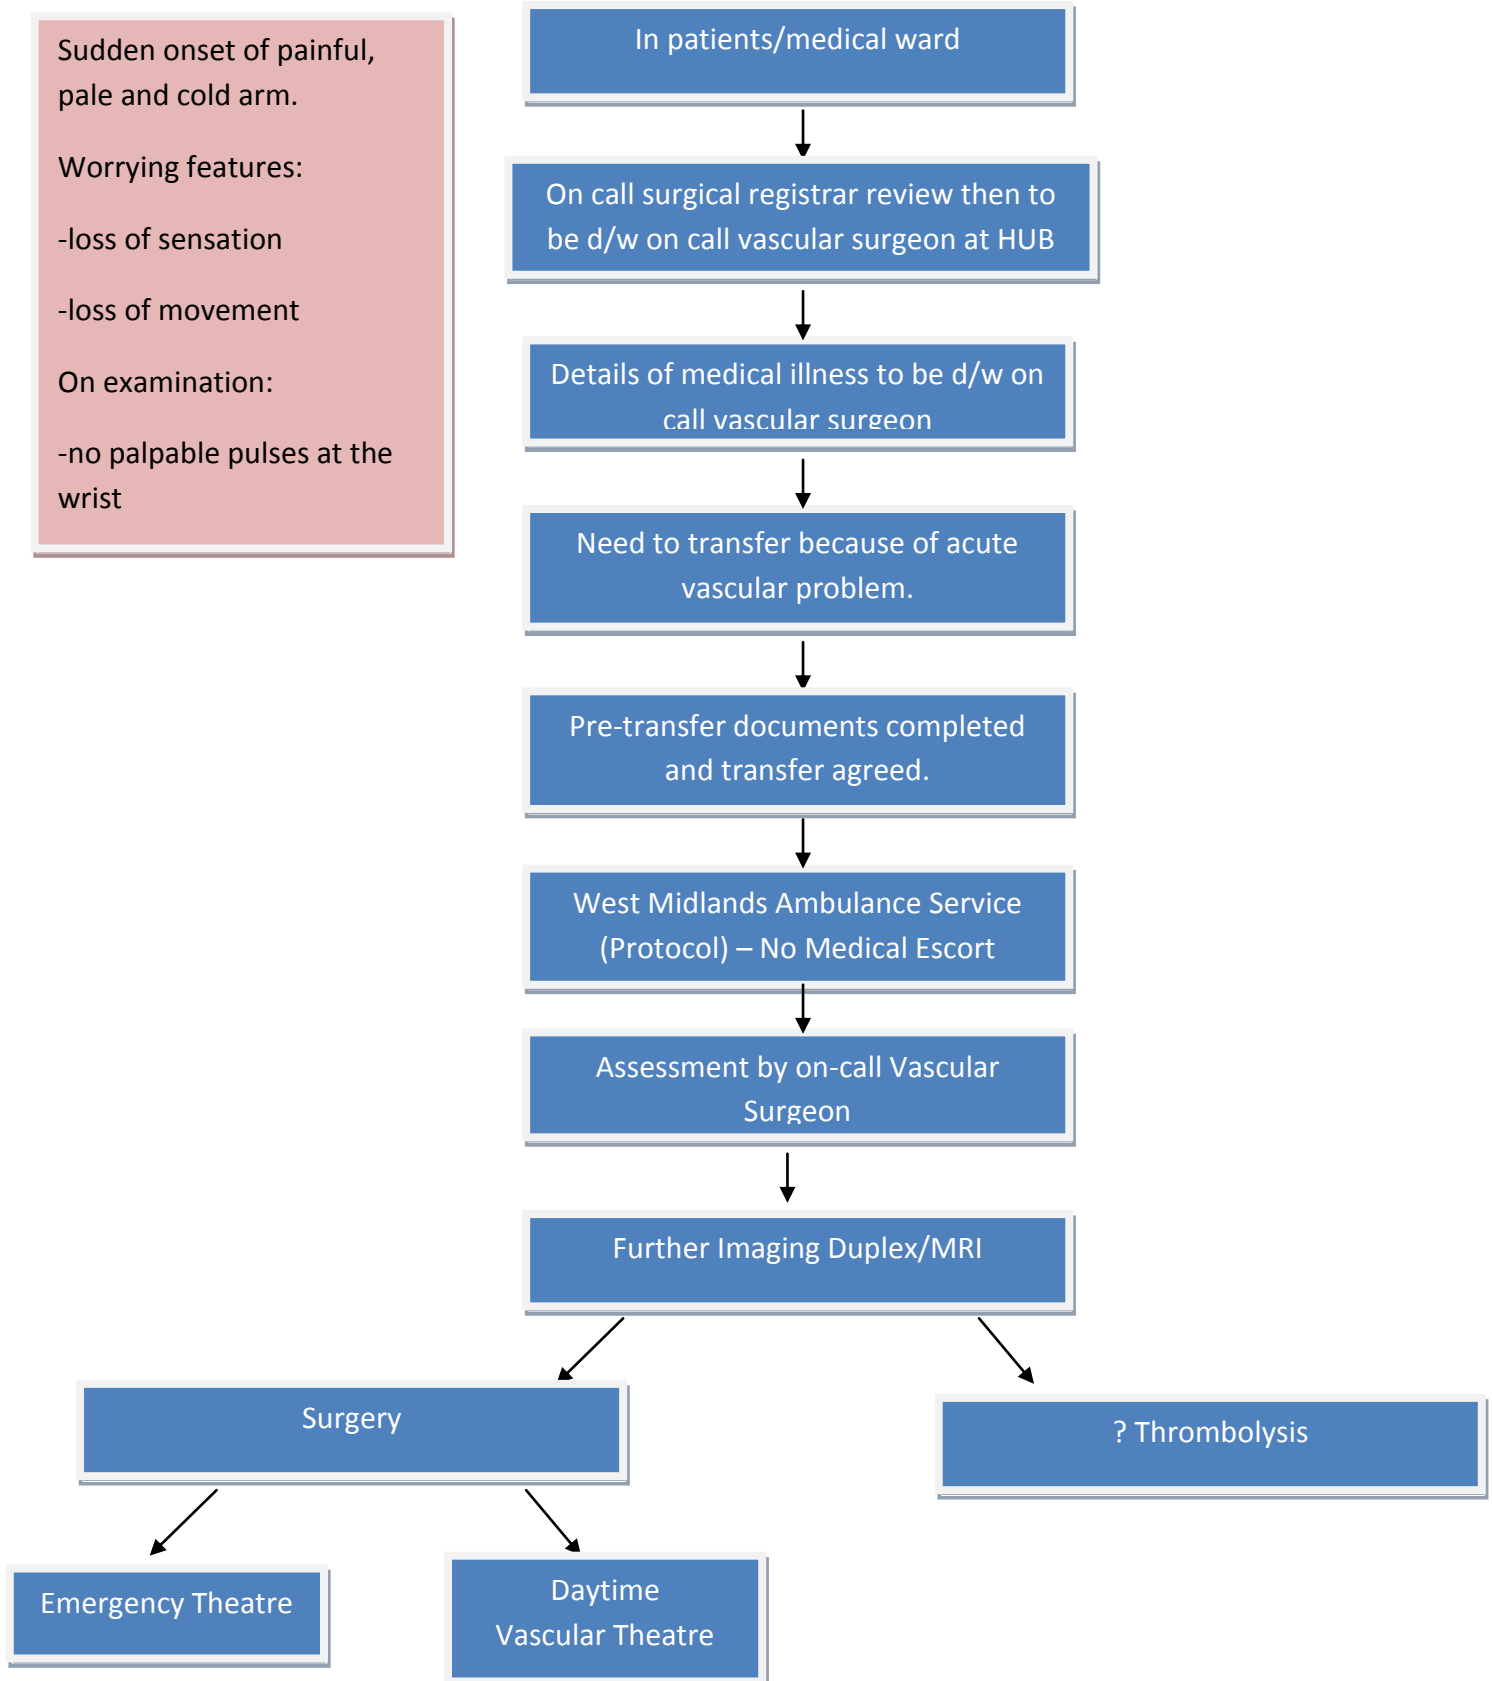 Sudden onset of painful,
pale and cold arm.
Worrying features:
-loss of sensation
-loss of movement
On examination:
-no palpable pulses at the
wrist
In patients/medical ward
On call surgical registrar review then to
be d/w on call vascular surgeon at HUB
Details of medical illness to be d/w on
call vascular surgeon
Need to transfer because of acute
vascular problem.
Pre-transfer documents completed
and transfer agreed.
West Midlands Ambulance Service
(Protocol) – No Medical Escort
Assessment by on-call Vascular
Surgeon
Further Imaging Duplex/MRI
Surgery
? Thrombolysis
Emergency Theatre
Daytime
Vascular Theatre